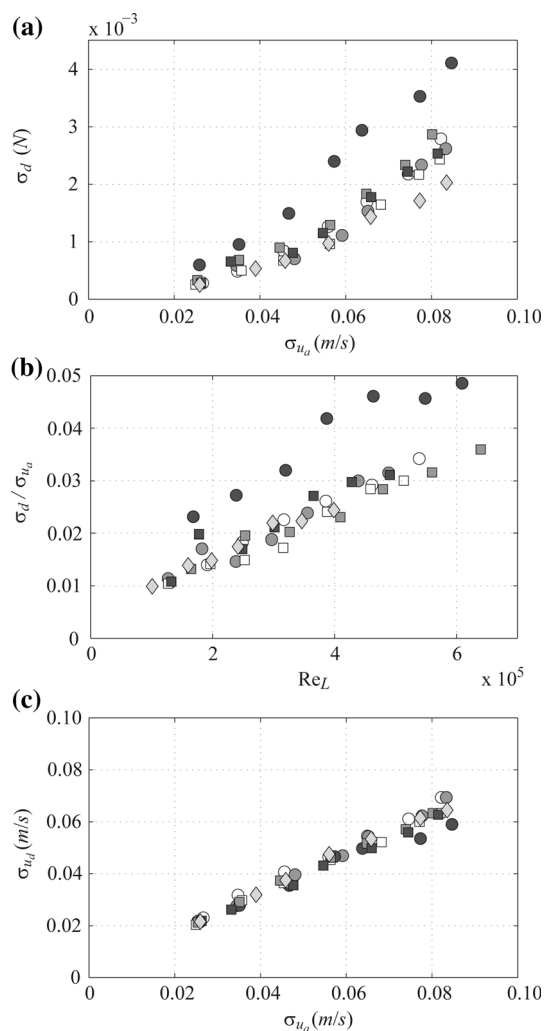 (a)
x 10⁻³
4
3
2
1
0
σ_d (N)
0 0.02 0.04 0.06 0.08 0.10
σ_{u_a} (m/s)
(b)
0.05
0.04
0.03
0.02
0.01
0
σ_d / σ_{u_a}
0 2 4 6
Re_L x 10⁵
(c)
0.10
0.08
0.06
0.04
0.02
0
σ_{u_d} (m/s)
0 0.02 0.04 0.06 0.08 0.10
σ_{u_a} (m/s)